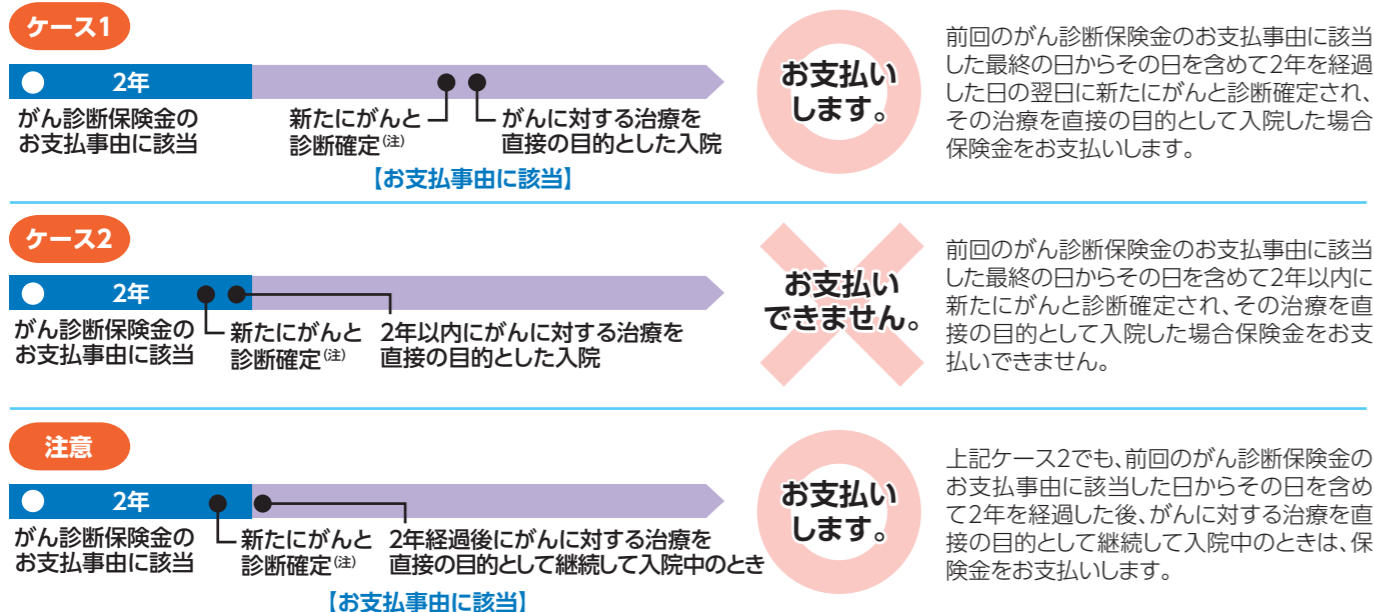 ケース1
2年
がん診断保険金の
お支払事由に該当
新たにがんと
診断確定(注)
がんに対する治療を
直接の目的とした入院
【お支払事由に該当】
お支払い
します。
前回のがん診断保険金のお支払事由に該当
した最終の日からその日を含めて2年を経過
した日の翌日に新たにがんと診断確定され、
その治療を直接の目的として入院した場合
保険金をお支払いします。
ケース2
2年
がん診断保険金の
お支払事由に該当
新たにがんと
診断確定(注)
2年以内にがんに対する治療を
直接の目的とした入院
お支払い
できません。
前回のがん診断保険金のお支払事由に該当
した最終の日からその日を含めて2年以内に
新たにがんと診断確定され、その治療を直
接の目的として入院した場合保険金をお支
払いできません。
注意
2年
がん診断保険金の
お支払事由に該当
新たにがんと
診断確定(注)
2年経過後にがんに対する治療を
直接の目的として継続して入院中のとき
【お支払事由に該当】
お支払い
します。
上記ケース2でも、前回のがん診断保険金の
お支払事由に該当した日からその日を含め
て2年を経過した後、がんに対する治療を直
接の目的として継続して入院中のときは、保
険金をお支払いします。